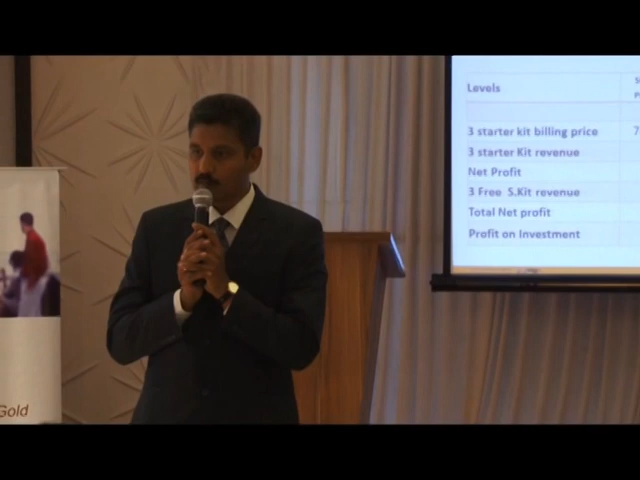 Levels
3 starter kit billing price 7
3 starter Kit revenue
Net Profit
3 Free S.Kit revenue
Total Net profit
Profit on Investment
Gold